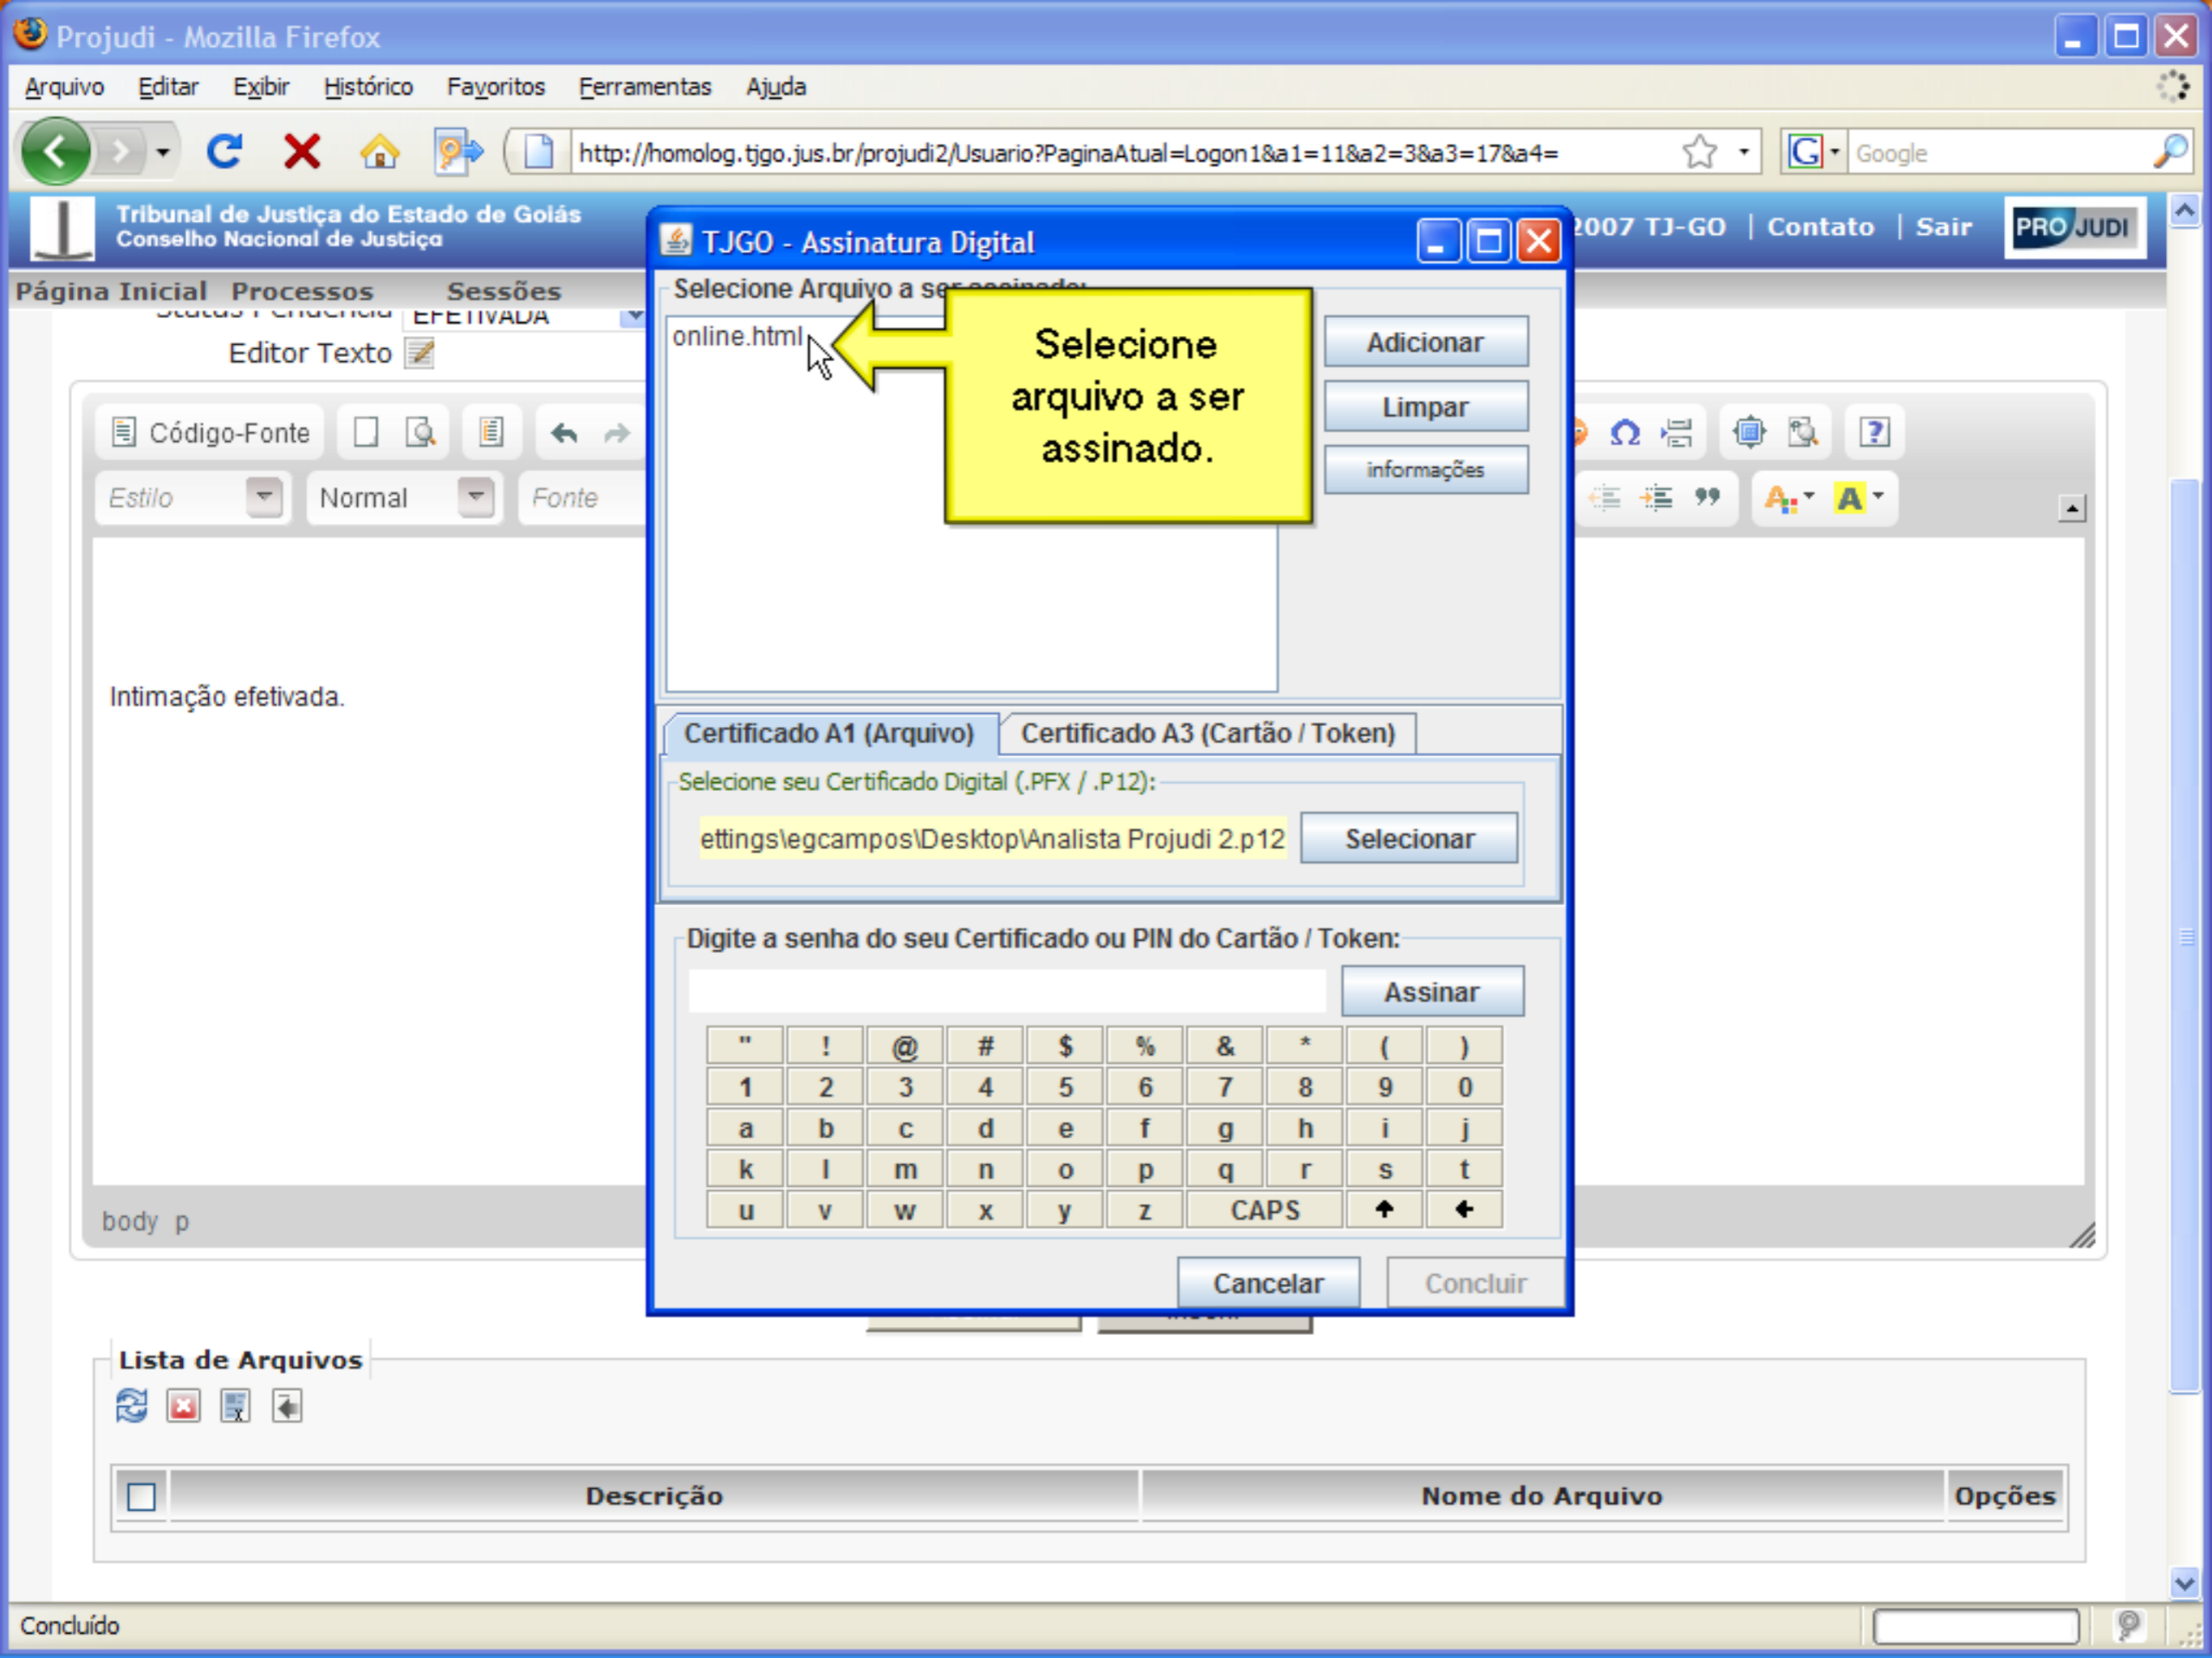 Projudi - Mozilla Firefox
Arquivo Editar Exibir Histórico Favoritos Ferramentas Ajuda
http://homolog.tjgo.jus.br/projudi2/Usuario?PaginaAtual=Logon1&a1=11&a2=3&a3=17&a4=
G Google
Tribunal de Justiça do Estado de Goiás
Conselho Nacional de Justiça
2007 TJ-GO | Contato | Sair
PROJUDI
Página Inicial Processos Sessões
Status Pendência EFETIVADA
Editor Texto
Código-Fonte
Estilo Normal Fonte
Intimação efetivada.
body p
TJGO - Assinatura Digital
Selecione Arquivo a ser assinado:
online.html
Selecione
arquivo a ser
assinado.
Adicionar
Limpar
informações
Certificado A1 (Arquivo) Certificado A3 (Cartão / Token)
Selecione seu Certificado Digital (.PFX / .P12):
ettings\egcampos\Desktop\Analista Projudi 2.p12 Selecionar
Digite a senha do seu Certificado ou PIN do Cartão / Token:
Assinar
" ! @ # $ % & * ( )
1 2 3 4 5 6 7 8 9 0
a b c d e f g h i j
k l m n o p q r s t
u v w x y z CAPS
Cancelar Concluir
Lista de Arquivos
Descrição Nome do Arquivo Opções
Concluído